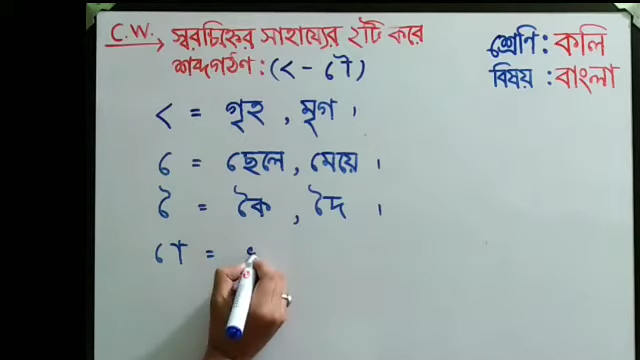 C.W. স্বরচিহ্নের সাহায্যের ২টি করে
শব্দগঠন : (ৃ - ৌ)
শ্রেণি : কলি
বিষয় : বাংলা
ৃ = গৃহ , মৃগ ।
ে = ছেলে , মেয়ে ।
ৈ = কৈ , দৈ ।
ো =